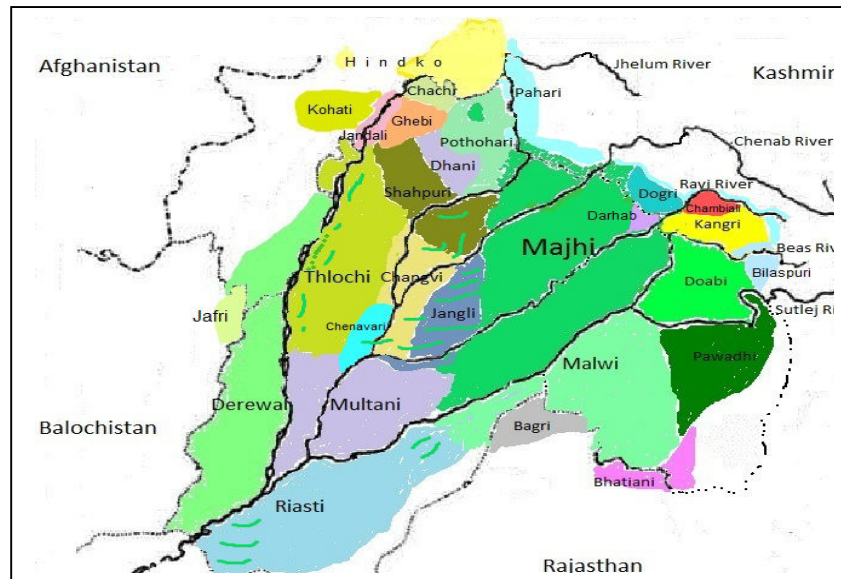 Afghanistan
H i n d k o
Jhelum River
Kashmir
Chachi
Pahari
Kohati
Ghebi
Jandali
Pothohari
Chenab River
Dhani
Shahpuri
Dogri
Ravi River
Chambiali
Darhab
Kangri
Majhi
Beas Riv
Thlochi
Changvi
Doabi
Bilaspuri
Jafri
Jangli
Sutlej Ri
Chenavari
Malwi
Pawadhi
Derewal
Multani
Balochistan
Bagri
Bhatiani
Riasti
Rajasthan